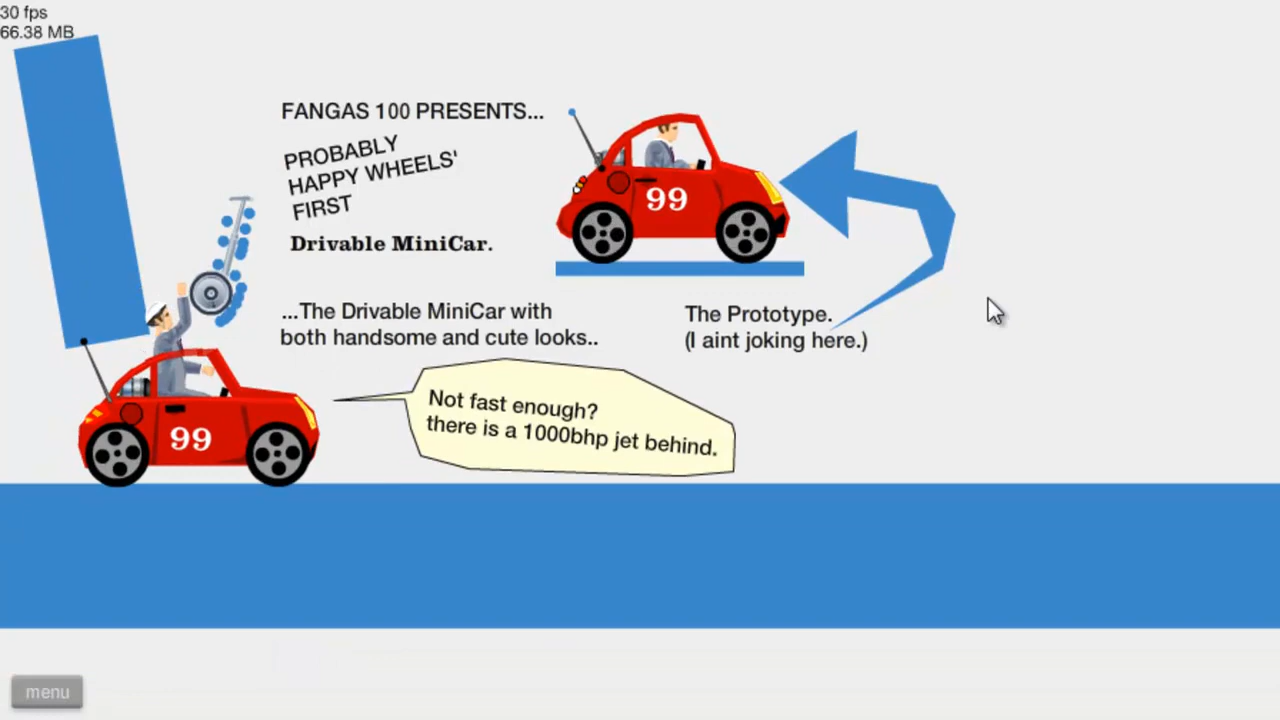 30 fps
66.38 MB
FANGAS 100 PRESENTS...
PROBABLY
HAPPY WHEELS'
FIRST
Drivable MiniCar.
99
...The Drivable MiniCar with
both handsome and cute looks..
The Prototype.
(I aint joking here.)
Not fast enough?
there is a 1000bhp jet behind.
99
menu